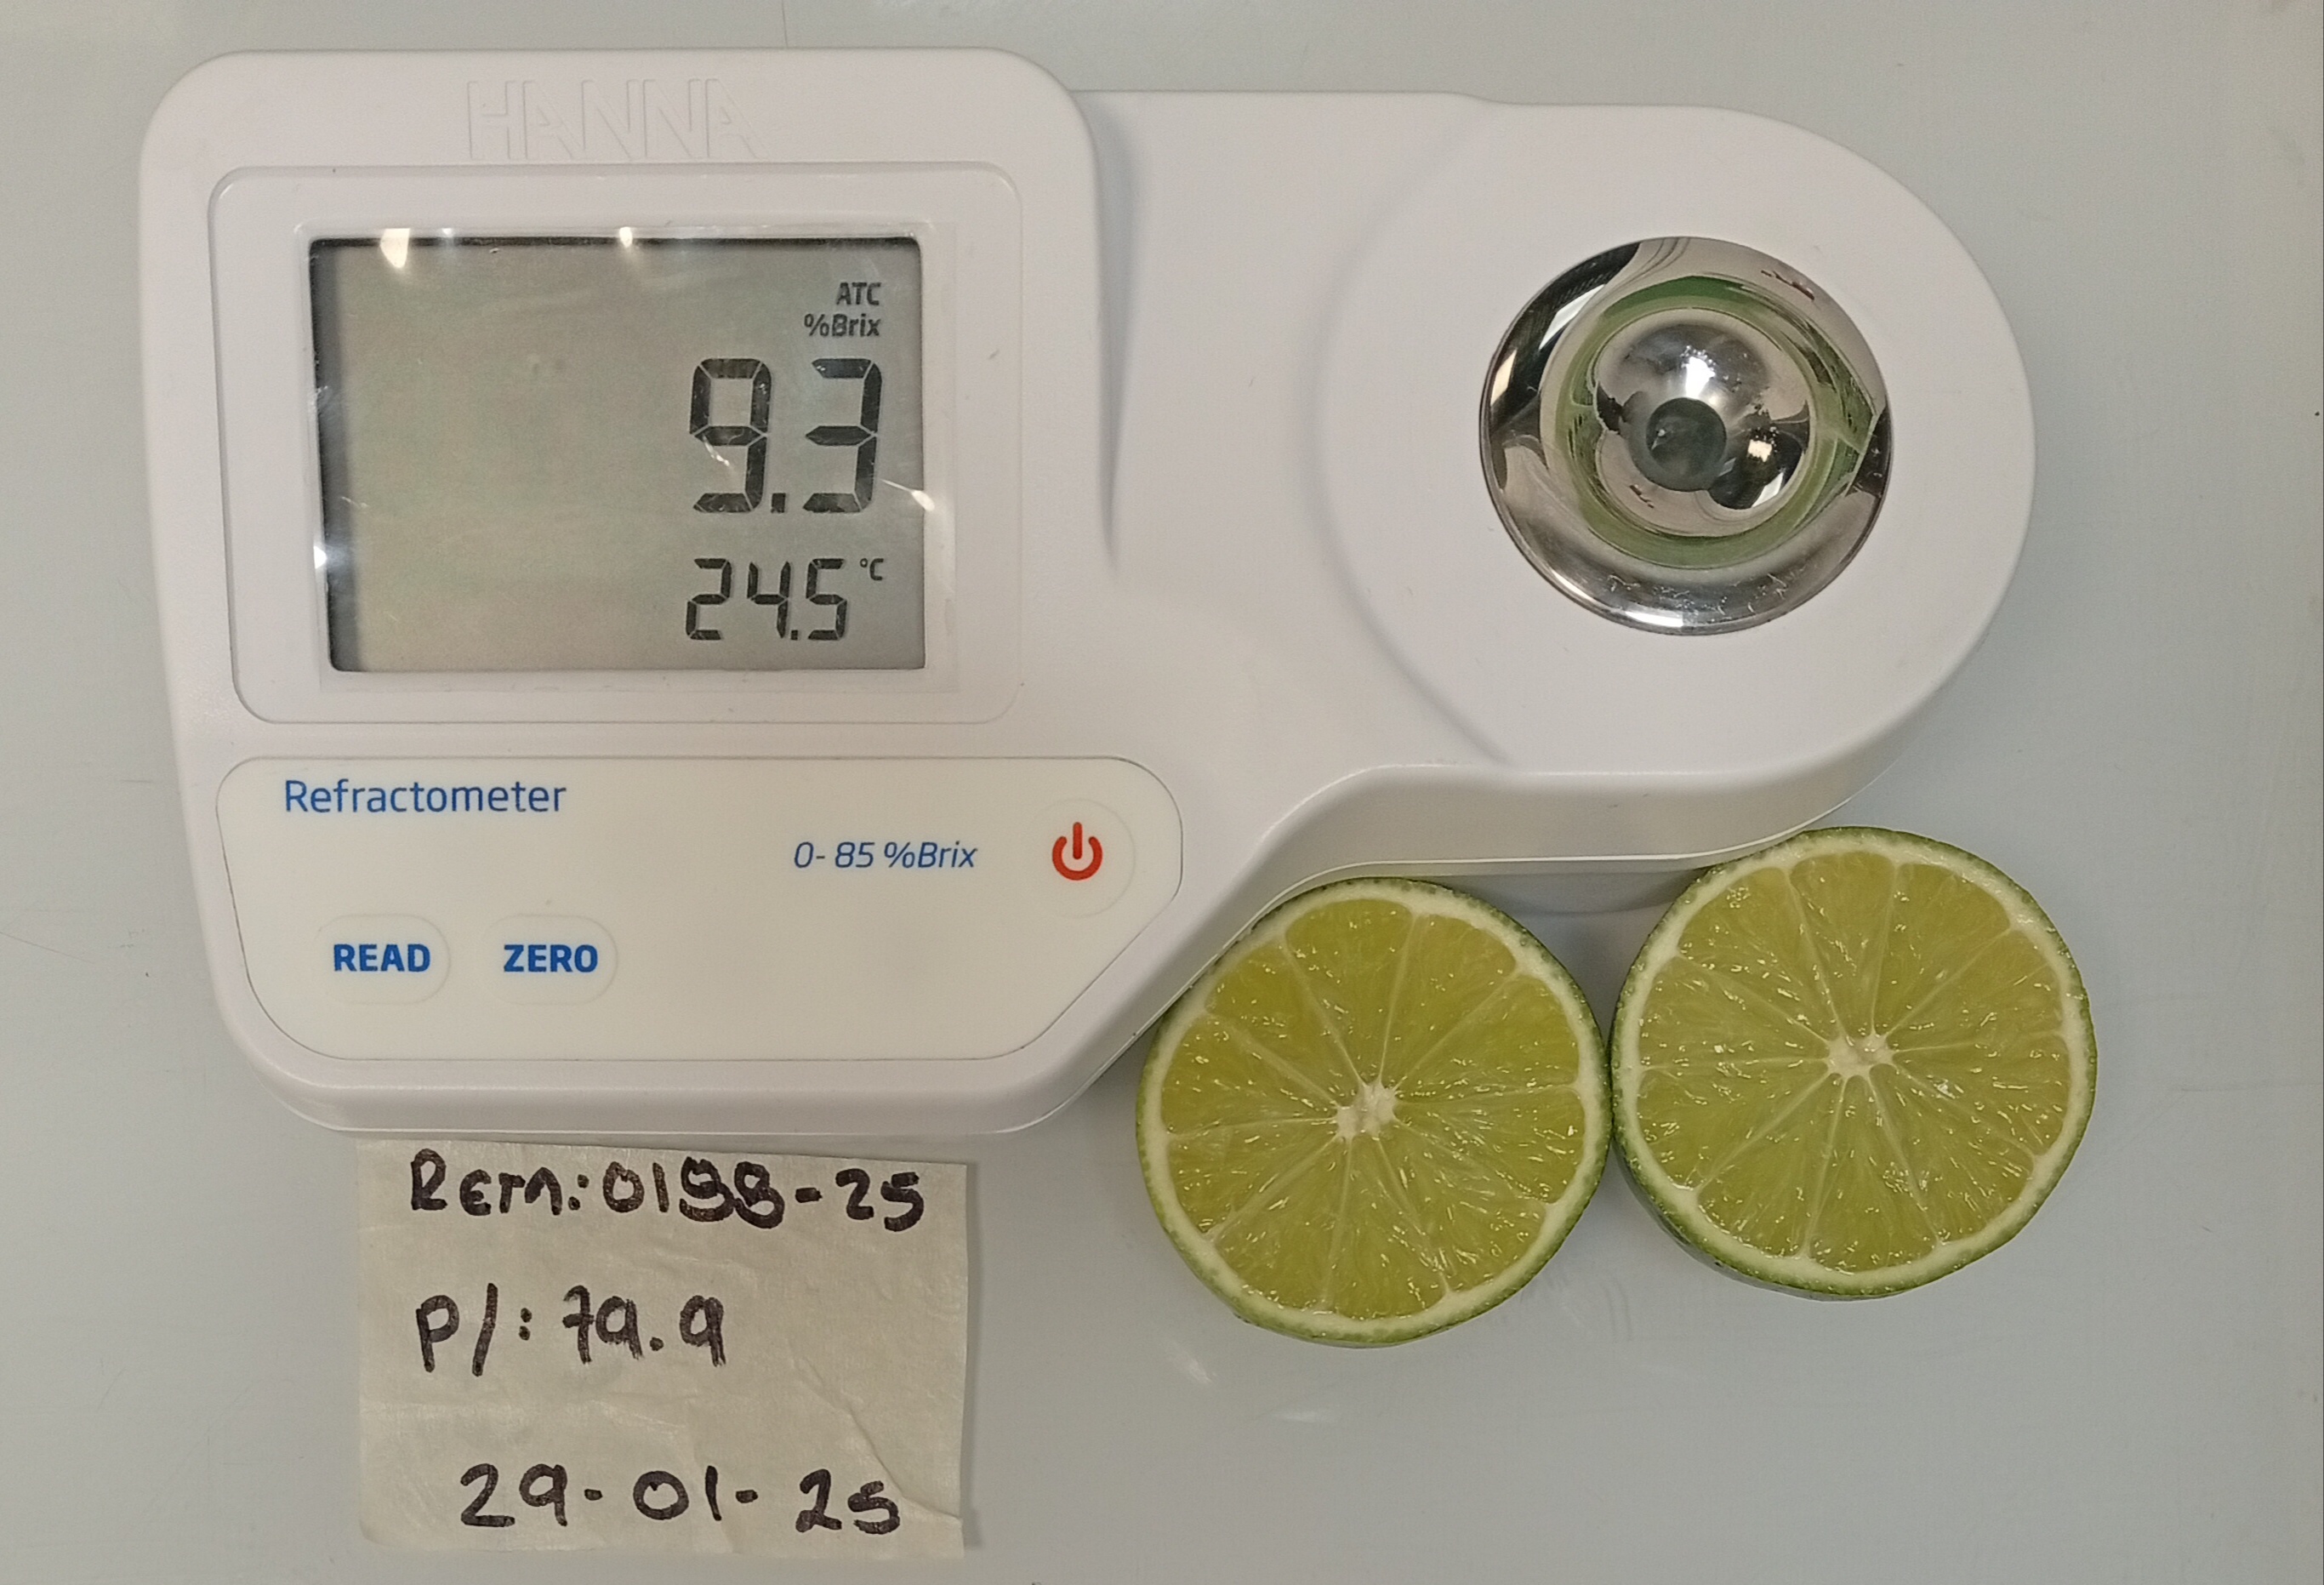 HANNA
ATC
%Brix
9.3
24.5 °C
Refractometer
0-85 %Brix
READ ZERO
Rem: -25
P/: 79.9
29-01-25